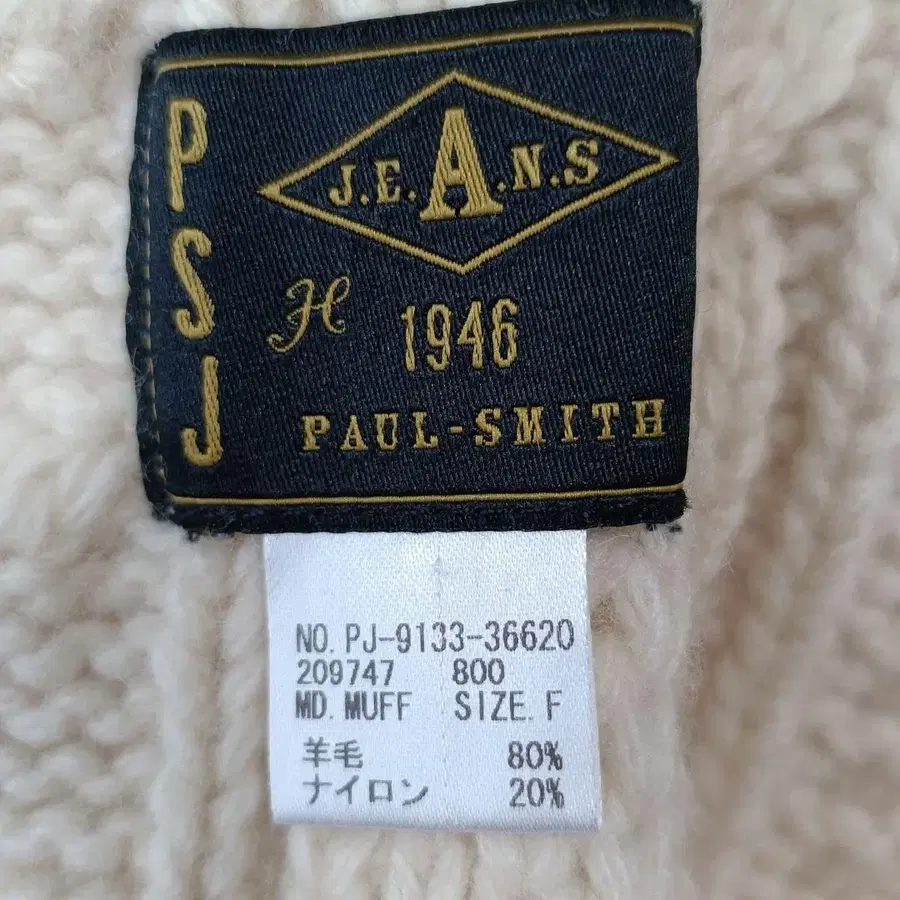 PSJ
J.E.A.N.S
H
1946
PAUL-SMITH
NO. PJ-9133-36620
209747 800
MD. MUFF SIZE. F
羊毛 80%
ナイロン 20%